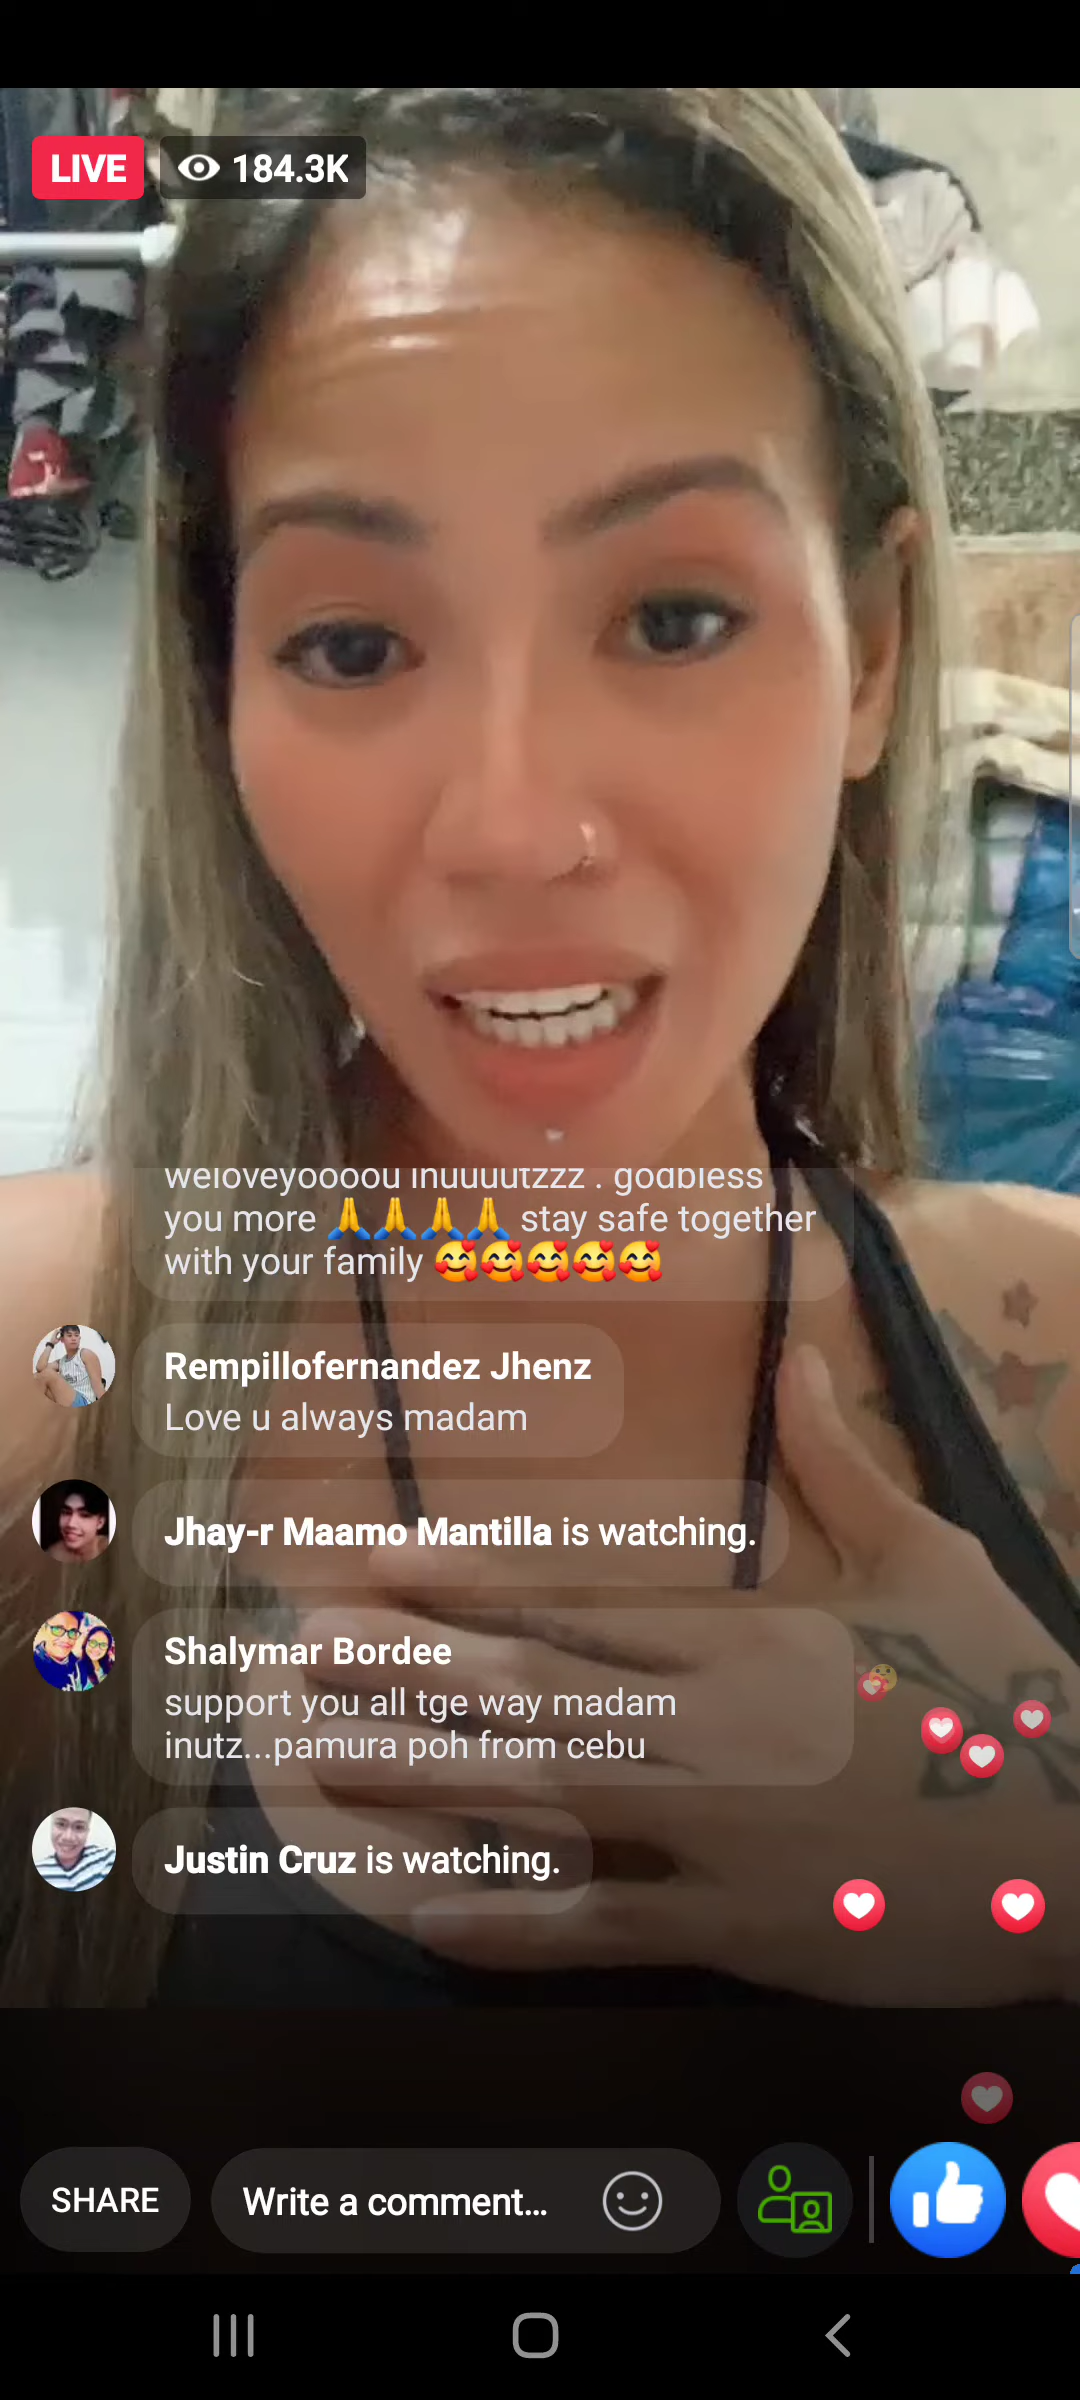 LIVE 184.3K
weloveyoooou inuuuutzzz . godbless
you more 🙏🙏🙏🙏 stay safe together
with your family 🥰🥰🥰🥰🥰
Rempillofernandez Jhenz
Love u always madam
Jhay-r Maamo Mantilla is watching.
Shalymar Bordee
support you all tge way madam
inutz...pamura poh from cebu
Justin Cruz is watching.
SHARE
Write a comment...